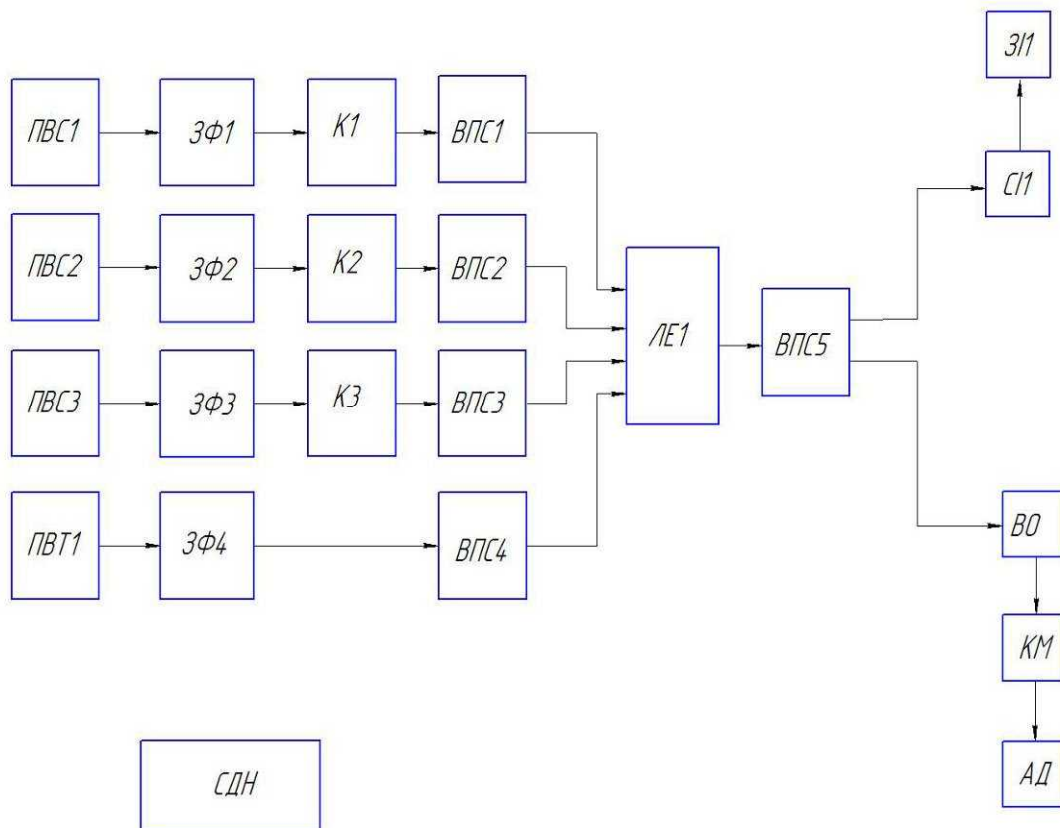 ЗІ1
ПВС1 ЗФ1 К1 ВПС1
СІ1
ПВС2 ЗФ2 К2 ВПС2
ЛЕ1 ВПС5
ПВС3 ЗФ3 К3 ВПС3
ПВТ1 ЗФ4 ВПС4
ВО
КМ
СДН АД